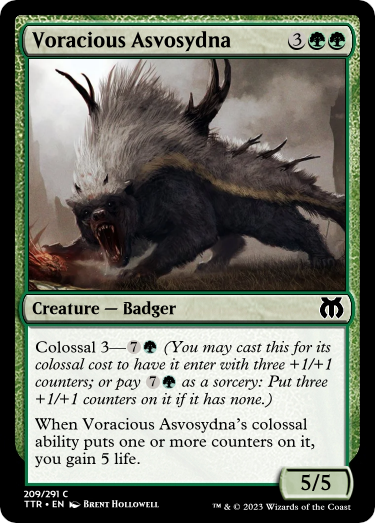 Voracious Asvosydna 3
Creature — Badger
Colossal 3—7 (You may cast this for its
colossal cost to have it enter with three +1/+1
counters; or pay 7 as a sorcery: Put three
+1/+1 counters on it if it has none.)
When Voracious Asvosydna's colossal
ability puts one or more counters on it,
you gain 5 life.
5/5
209/291 C
TTR • EN Brent Hollowell
™ & © 2023 Wizards of the Coast